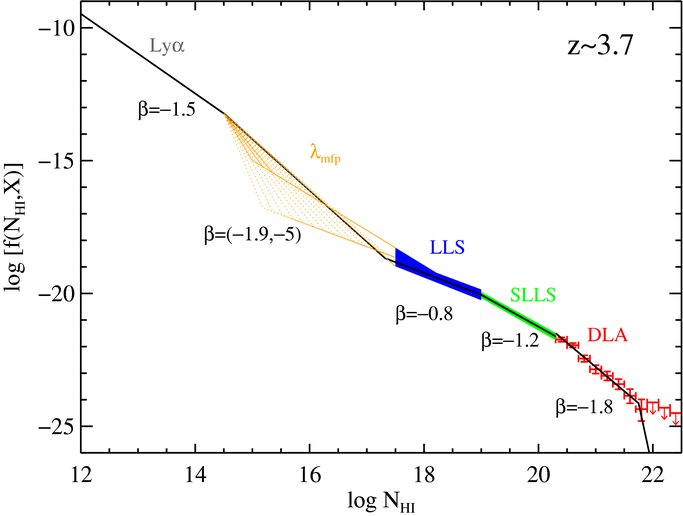 z~3.7
Lyα
β=−1.5
λmfp
β=(−1.9,−5)
LLS
β=−0.8
SLLS
β=−1.2
DLA
β=−1.8
−10
−15
−20
−25
log [f(NHI,X)]
12 14 16 18 20 22
log NHI